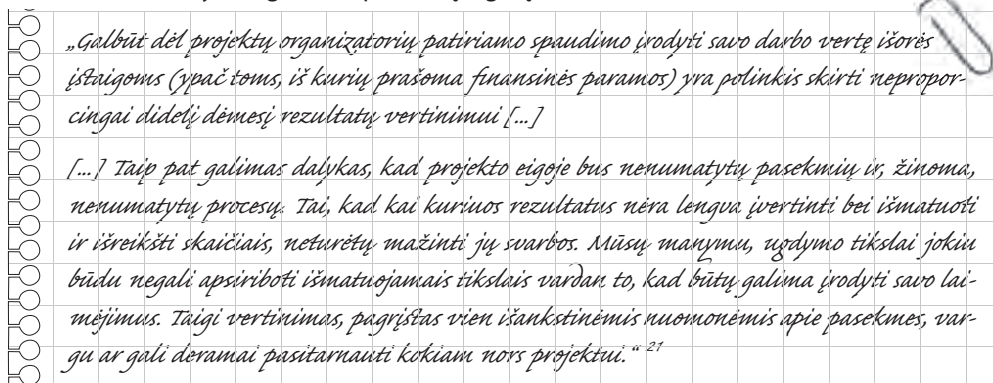 „Galbūt dėl projektų organizatorių patiriamo spaudimo įrodyti savo darbo vertę išorės
įstaigoms (ypač toms, iš kurių prašoma finansinės paramos) yra polinkis skirti nepropor-
cingai didelį dėmesį rezultatų vertinimui [...]
[...] Taip pat galimas dalykas, kad projekto eigoje bus nenumatytų pasekmių ir, žinoma,
nenumatytų procesų. Tai, kad kai kuriuos rezultatus nėra lengva įvertinti bei išmatuoti
ir išreikšti skaičiais, neturėtų mažinti jų svarbos. Mūsų manymu, ugdymo tikslai jokiu
būdu negali apsiriboti išmatuojamais tikslais vardan to, kad būtų galima įrodyti savo lai-
mėjimus. Taigi vertinimas, pagrįstas vien išankstinėmis nuomonėmis apie pasekmes, var-
gu ar gali deramai pasitarnauti kokiam nors projektui.“ 21